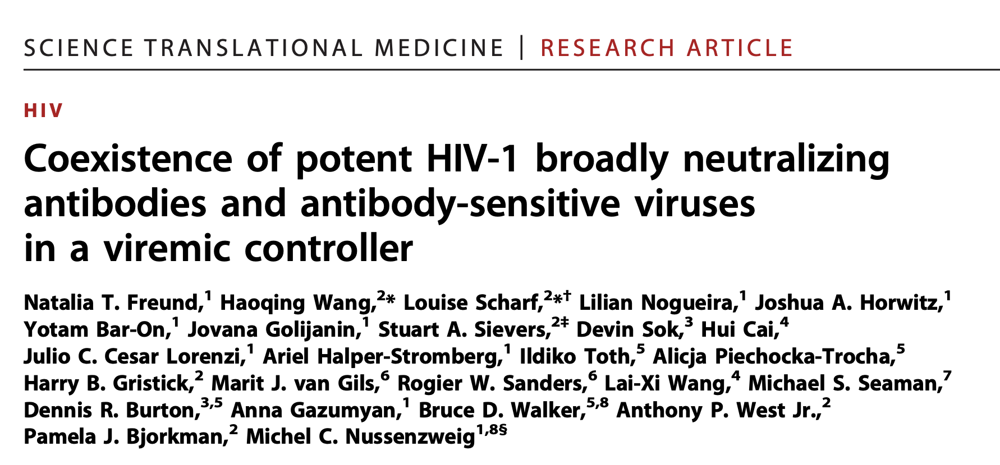 SCIENCE TRANSLATIONAL MEDICINE | RESEARCH ARTICLE
HIV
Coexistence of potent HIV-1 broadly neutralizing
antibodies and antibody-sensitive viruses
in a viremic controller
Natalia T. Freund,¹ Haoqing Wang,²* Louise Scharf,²*† Lilian Nogueira,¹ Joshua A. Horwitz,¹
Yotam Bar-On,¹ Jovana Golijanin,¹ Stuart A. Sievers,²‡ Devin Sok,³ Hui Cai,⁴
Julio C. Cesar Lorenzi,¹ Ariel Halper-Stromberg,¹ Ildiko Toth,⁵ Alicja Piechocka-Trocha,⁵
Harry B. Gristick,² Marit J. van Gils,⁶ Rogier W. Sanders,⁶ Lai-Xi Wang,⁴ Michael S. Seaman,⁷
Dennis R. Burton,³,⁵ Anna Gazumyan,¹ Bruce D. Walker,⁵,⁸ Anthony P. West Jr.,²
Pamela J. Bjorkman,² Michel C. Nussenzweig¹,⁸§